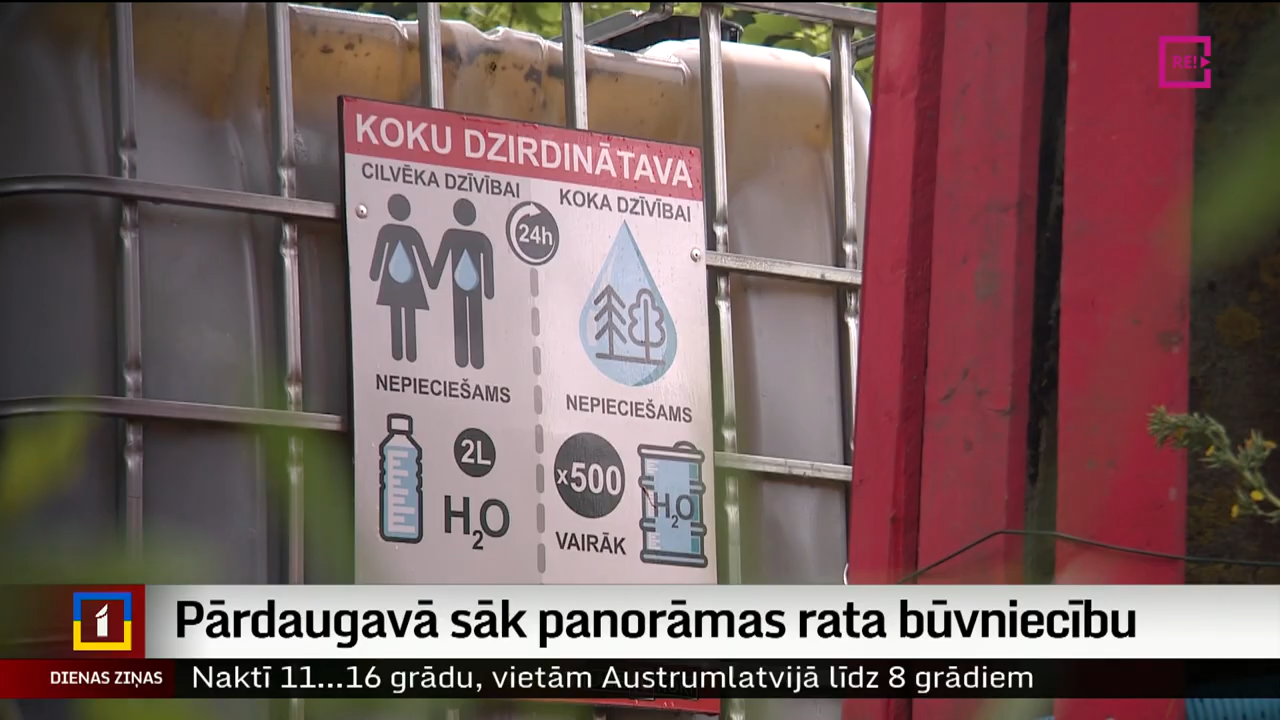 RE!
KOKU DZIRDINĀTAVA
CILVĒKA DZĪVĪBAI
24h
KOKA DZĪVĪBAI
NEPIECIEŠAMS
NEPIECIEŠAMS
2L
H₂O
x500
VAIRĀK
H₂O
1
Pārdaugavā sāk panorāmas rata būvniecību
DIENAS ZIŅAS
Naktī 11...16 grādu, vietām Austrumlatvijā līdz 8 grādiem